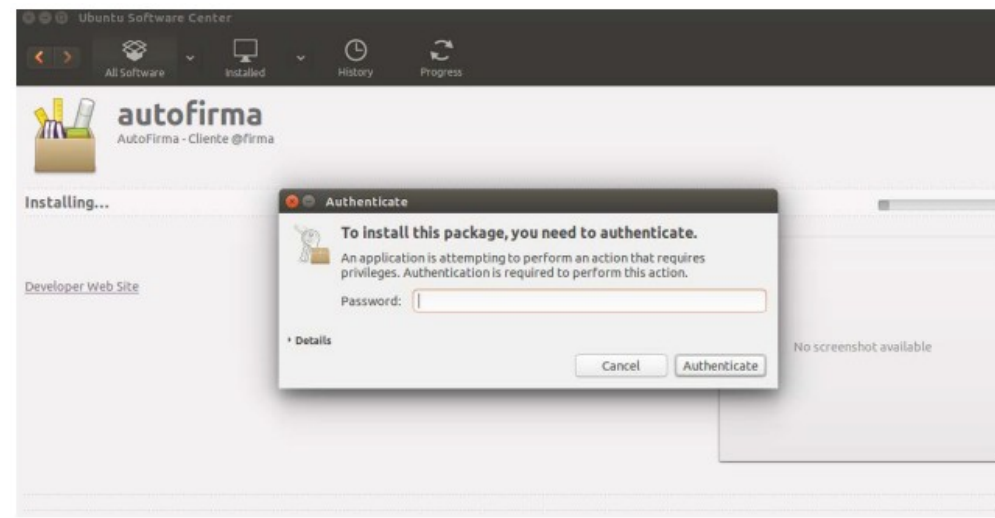 Ubuntu Software Center
All Software
Installed
History
Progress
autofirma
AutoFirma - Cliente @firma
Installing...
Authenticate
To install this package, you need to authenticate.
An application is attempting to perform an action that requires
privileges. Authentication is required to perform this action.
Password:
Details
Cancel
Authenticate
Developer Web Site
No screenshot available